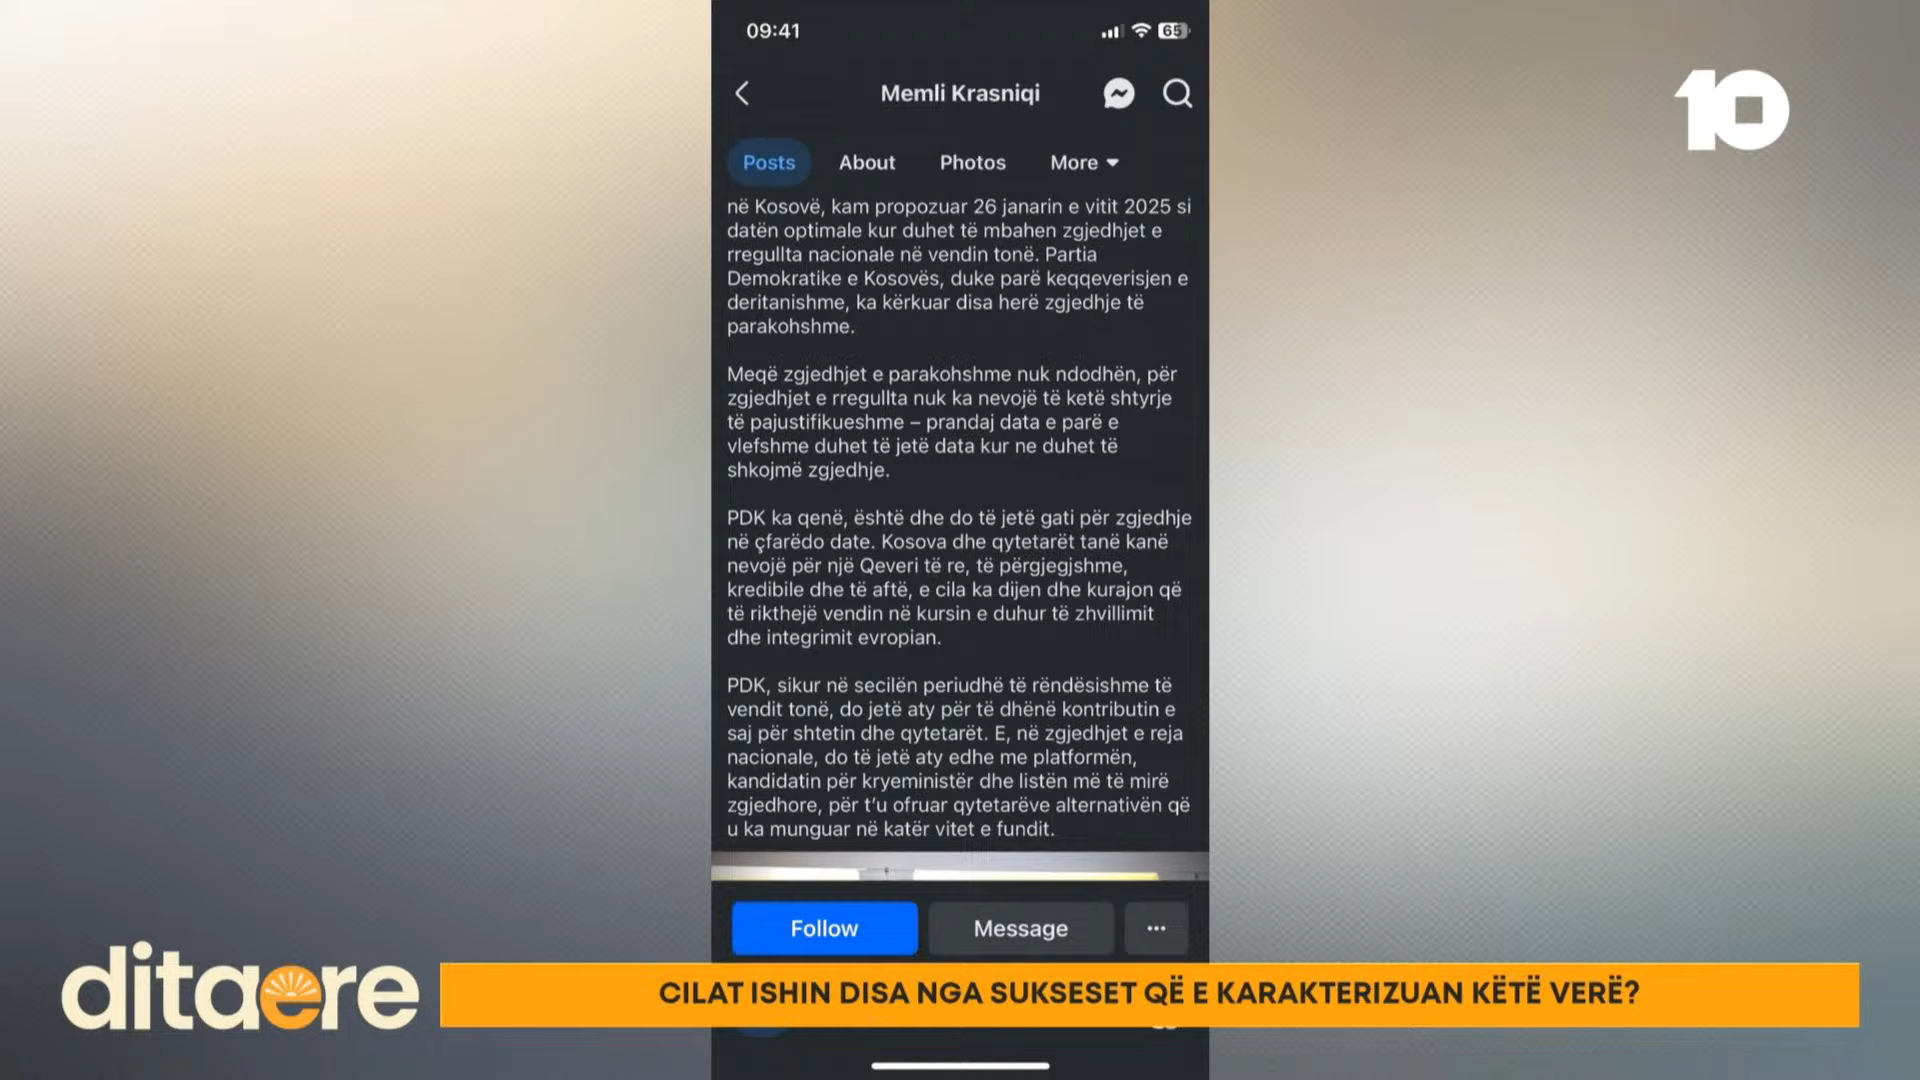 09:41
65
Memli Krasniqi
Posts
About
Photos
More
në Kosovë, kam propozuar 26 janarin e vitit 2025 si
datën optimale kur duhet të mbahen zgjedhjet e
rregullta nacionale në vendin tonë. Partia
Demokratike e Kosovës, duke parë keqqeverisjen e
deritanishme, ka kërkuar disa herë zgjedhje të
parakohshme.
Meqë zgjedhjet e parakohshme nuk ndodhën, për
zgjedhjet e rregullta nuk ka nevojë të ketë shtyrje
të pajustifikueshme – prandaj data e parë e
vlefshme duhet të jetë data kur ne duhet të
shkojmë zgjedhje.
PDK ka qenë, është dhe do të jetë gati për zgjedhje
në çfarëdo date. Kosova dhe qytetarët tanë kanë
nevojë për një Qeveri të re, të përgjegjshme,
kredibile dhe të aftë, e cila ka dijen dhe kurajon që
të rikthejë vendin në kursin e duhur të zhvillimit
dhe integrimit evropian.
PDK, sikur në secilën periudhë të rëndësishme të
vendit tonë, do jetë aty për të dhënë kontributin e
saj për shtetin dhe qytetarët. E, në zgjedhjet e reja
nacionale, do të jetë aty edhe me platformën,
kandidatin për kryeministër dhe listën më të mirë
zgjedhore, për t’u ofruar qytetarëve alternativën që
u ka munguar në katër vitet e fundit.
Follow
Message
10
ditaere
CILAT ISHIN DISA NGA SUKSESET QË E KARAKTERIZUAN KËTË VERË?